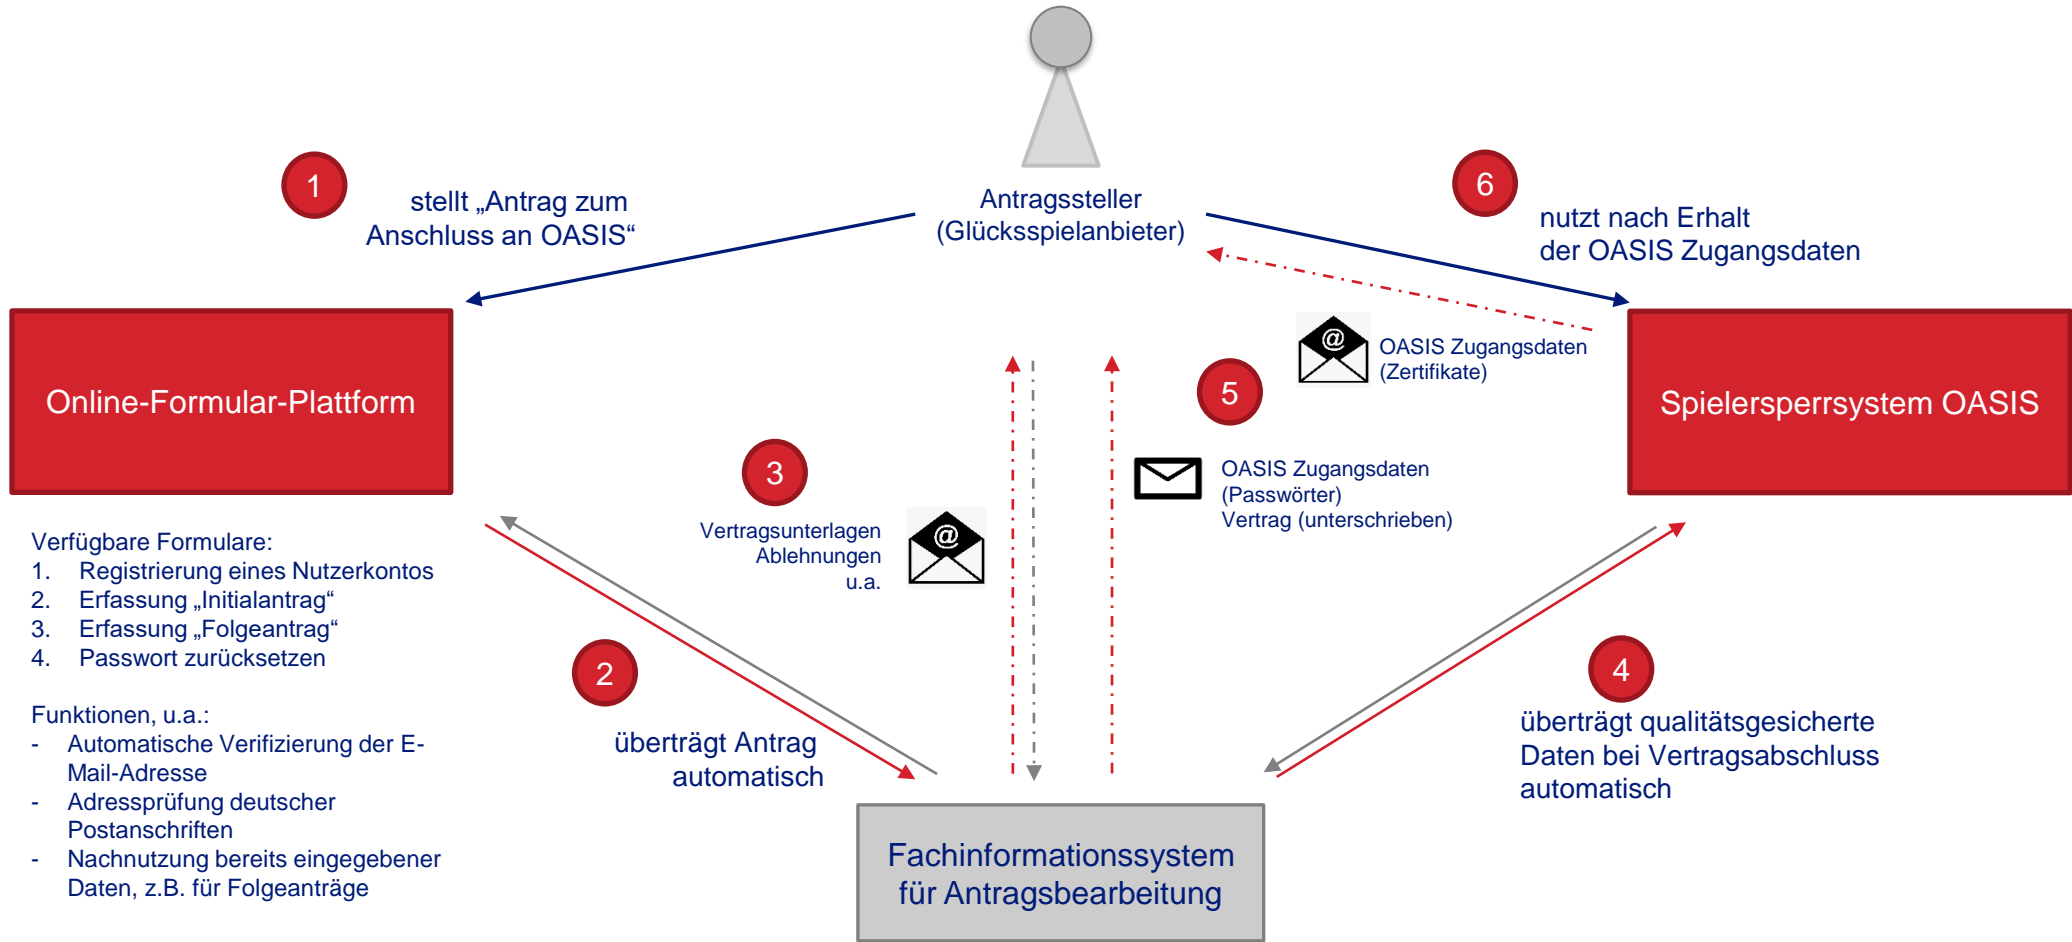 1
stellt „Antrag zum
Anschluss an OASIS“
Antragssteller
(Glücksspielanbieter)
6
nutzt nach Erhalt
der OASIS Zugangsdaten
Online-Formular-Plattform
@
OASIS Zugangsdaten
(Zertifikate)
Spielersperrsystem OASIS
5
3
OASIS Zugangsdaten
(Passwörter)
Vertrag (unterschrieben)
Vertragsunterlagen
Ablehnungen
u.a.
@
Verfügbare Formulare:
1. Registrierung eines Nutzerkontos
2. Erfassung „Initialantrag“
3. Erfassung „Folgeantrag“
4. Passwort zurücksetzen
Funktionen, u.a.:
- Automatische Verifizierung der E-
Mail-Adresse
- Adressprüfung deutscher
Postanschriften
- Nachnutzung bereits eingegebener
Daten, z.B. für Folgeanträge
2
überträgt Antrag
automatisch
4
überträgt qualitätsgesicherte
Daten bei Vertragsabschluss
automatisch
Fachinformationssystem
für Antragsbearbeitung